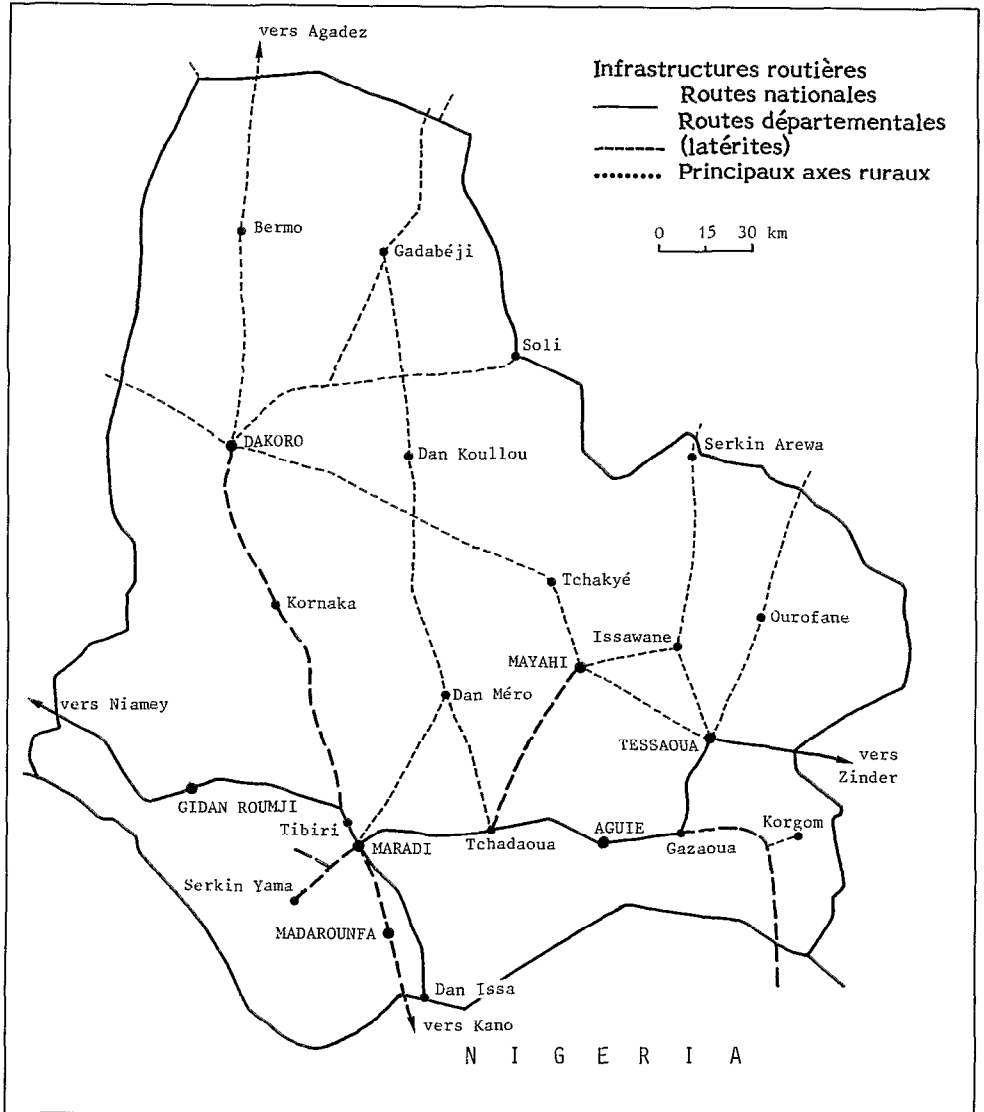 vers Agadez
Infrastructures routières
Routes nationales
Routes départementales
(latérites)
Principaux axes ruraux
0 15 30 km
Bermo
Gadabéji
Soli
DAKORO
Dan Koullou
Serkin Arewa
Tchakyé
Kornaka
Ourofane
Issawane
MAYAHI
Dan Méro
vers Niamey
TESSAOUA
vers
Zinder
GIDAN ROUMJI
Tibiri
MARADI
Tchadaoua
AGUIE
Gazaoua
Korgom
Serkin Yama
MADAROUNFA
Dan Issa
vers Kano
NIGERIA